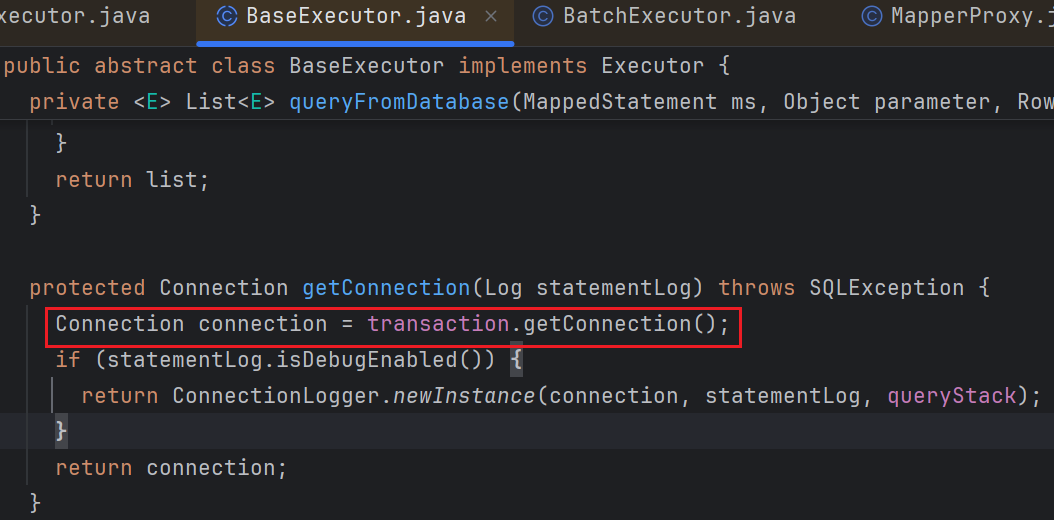 xecutor.java BaseExecutor.java × BatchExecutor.java MapperProxy.j
public abstract class BaseExecutor implements Executor {
private <E> List<E> queryFromDatabase(MappedStatement ms, Object parameter, Row
}
return list;
}
protected Connection getConnection(Log statementLog) throws SQLException {
Connection connection = transaction.getConnection();
if (statementLog.isDebugEnabled()) {
return ConnectionLogger.newInstance(connection, statementLog, queryStack);
}
return connection;
}